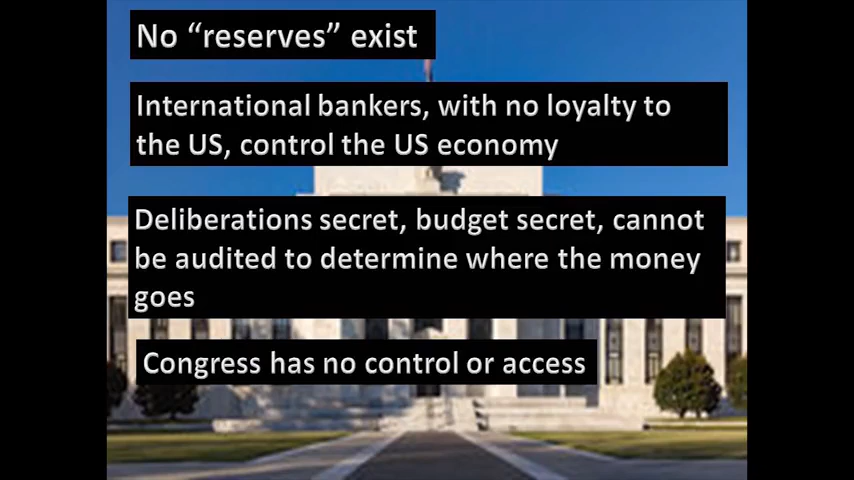 No “reserves” exist
International bankers, with no loyalty to
the US, control the US economy
Deliberations secret, budget secret, cannot
be audited to determine where the money
goes
Congress has no control or access